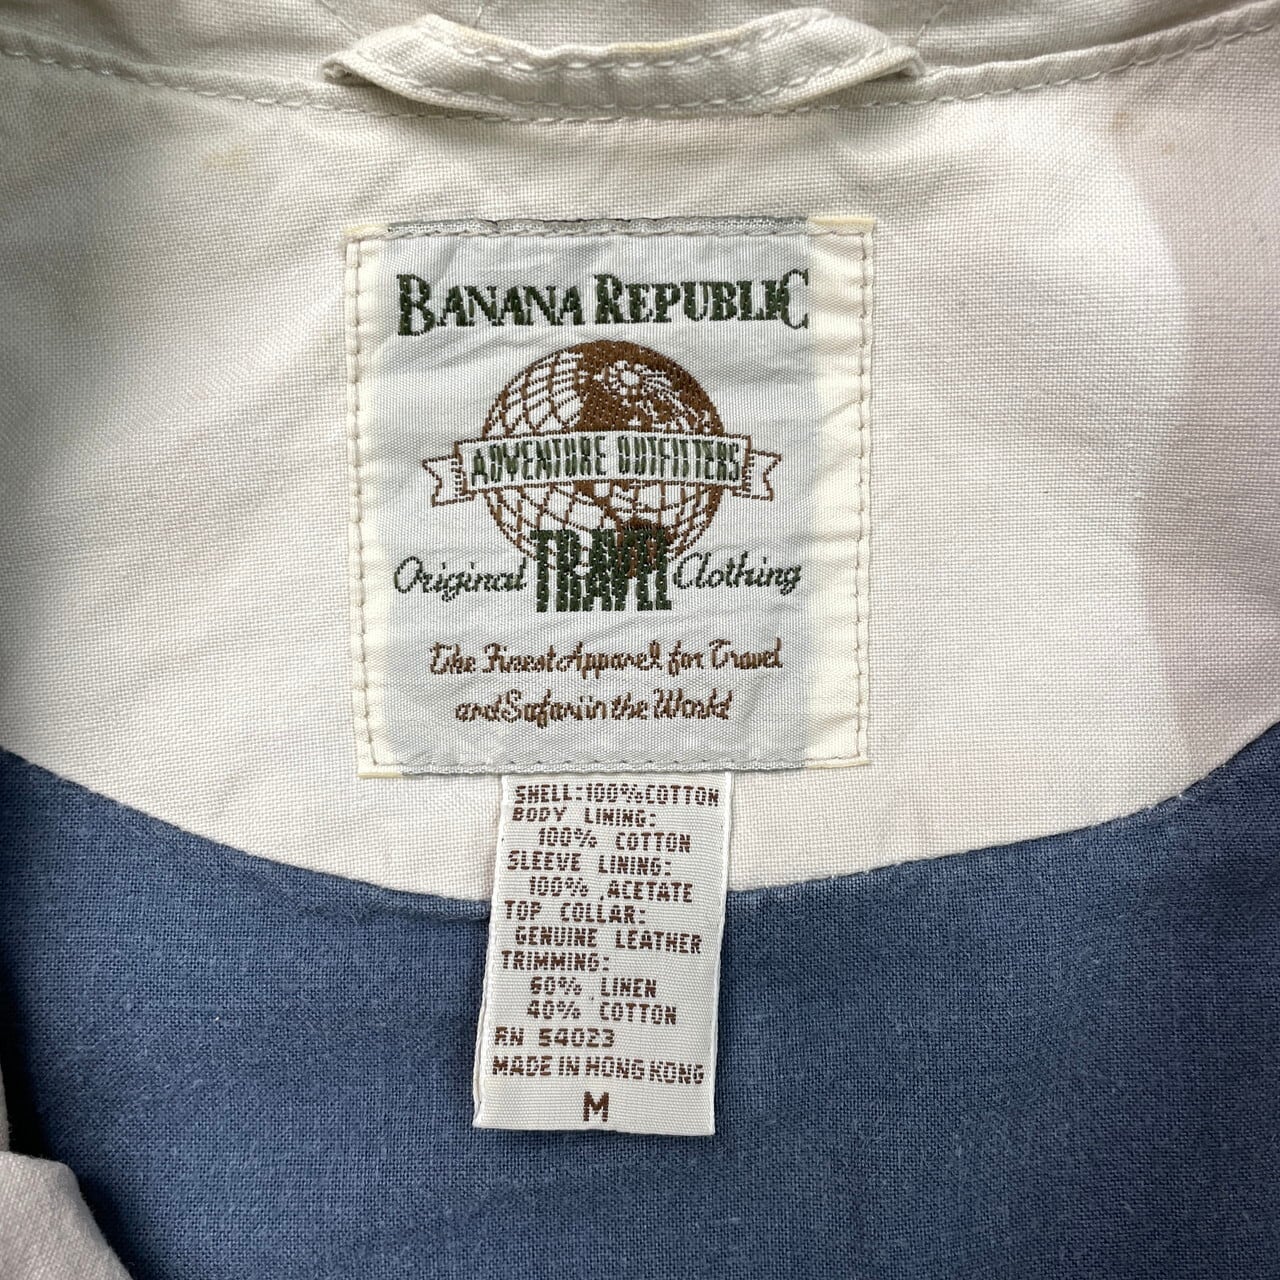 BANANA REPUBLIC
ADVENTURE OUTFITTERS
Original TRAVEL Clothing
The Finest Apparel for Travel
and Safari in the World
SHELL: 100% COTTON
BODY LINING:
100% COTTON
SLEEVE LINING:
100% ACETATE
TOP COLLAR:
GENUINE LEATHER
TRIMMING:
60% LINEN
40% COTTON
RN 54023
MADE IN HONG KONG
M